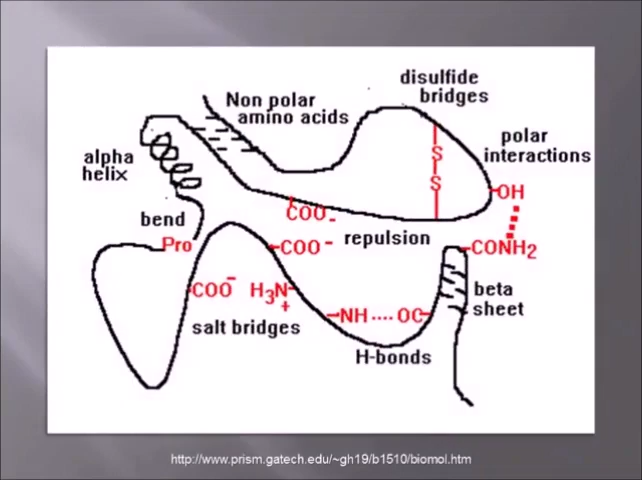 disulfide
bridges
Non polar
amino acids
polar
interactions
alpha
helix
S
S
OH
bend
COO-
repulsion
Pro
COO-
CONH2
COO-
H3N
+
beta
sheet
NH .... OC
salt bridges
H-bonds
http://www.prism.gatech.edu/~gh19/b1510/biomol.htm